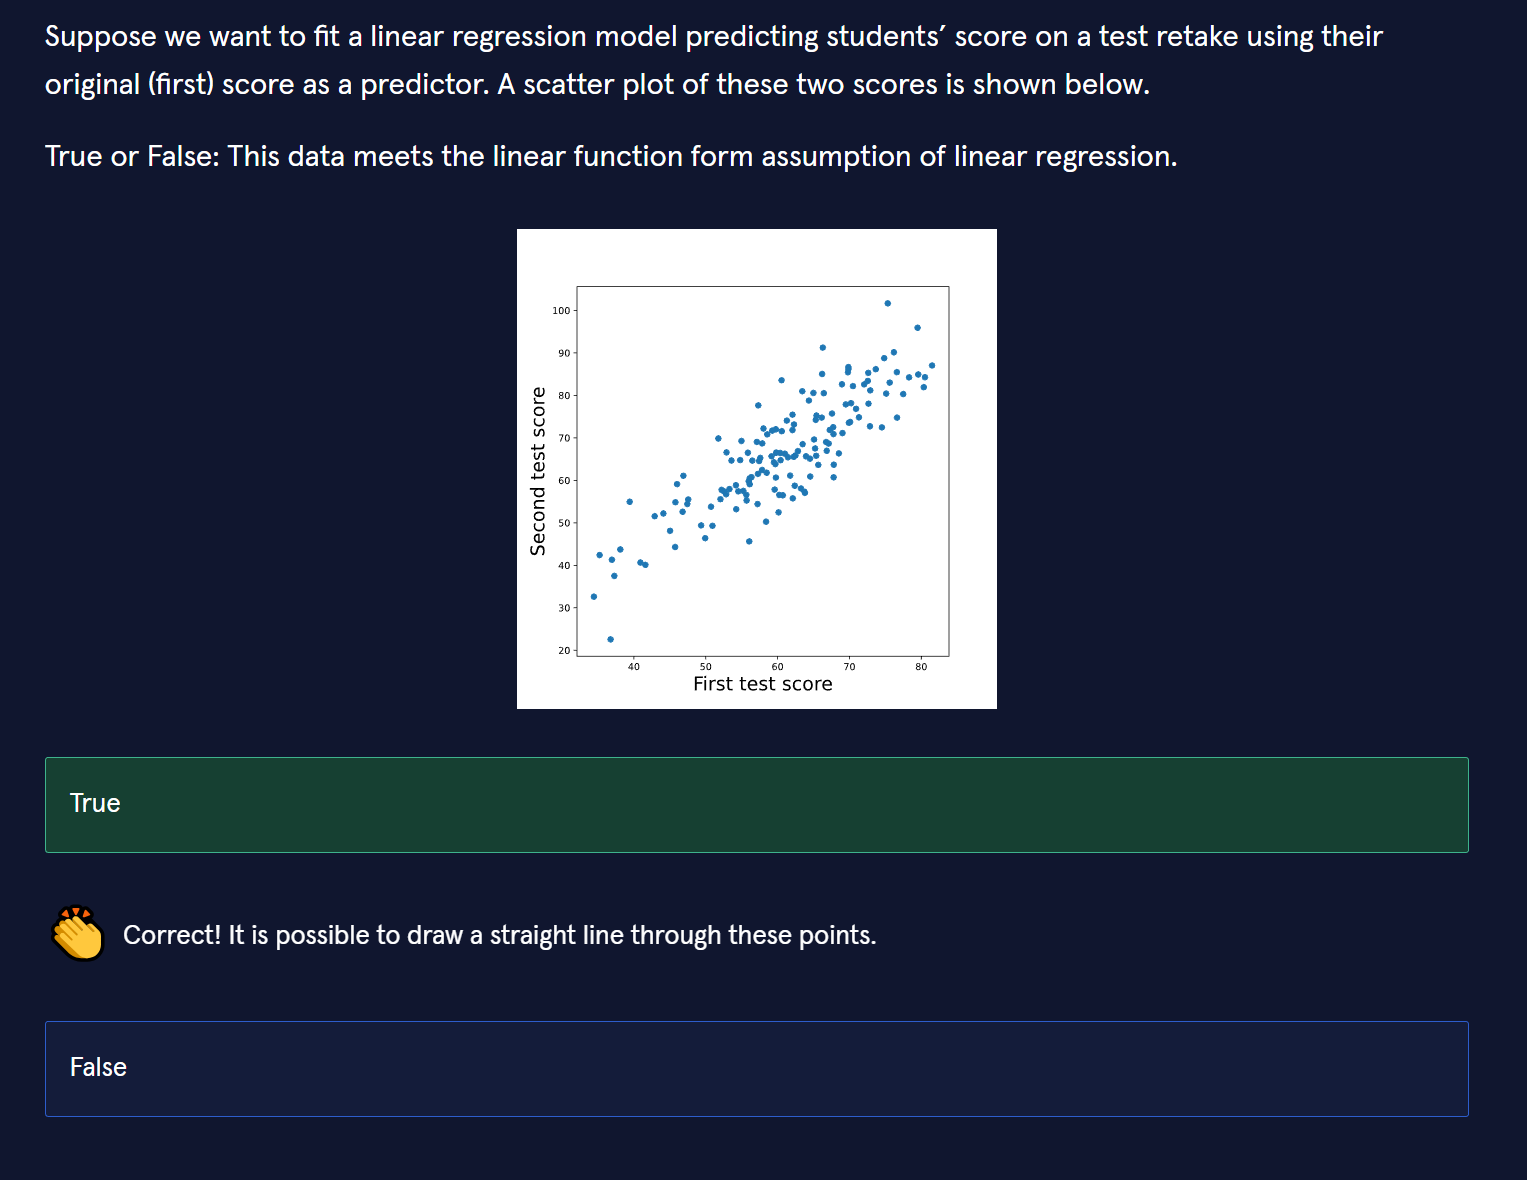 Suppose we want to fit a linear regression model predicting students’ score on a test retake using their
original (first) score as a predictor. A scatter plot of these two scores is shown below.
True or False: This data meets the linear function form assumption of linear regression.
100
90
80
70
60
50
40
30
20
Second test score
40 50 60 70 80
First test score
True
Correct! It is possible to draw a straight line through these points.
False